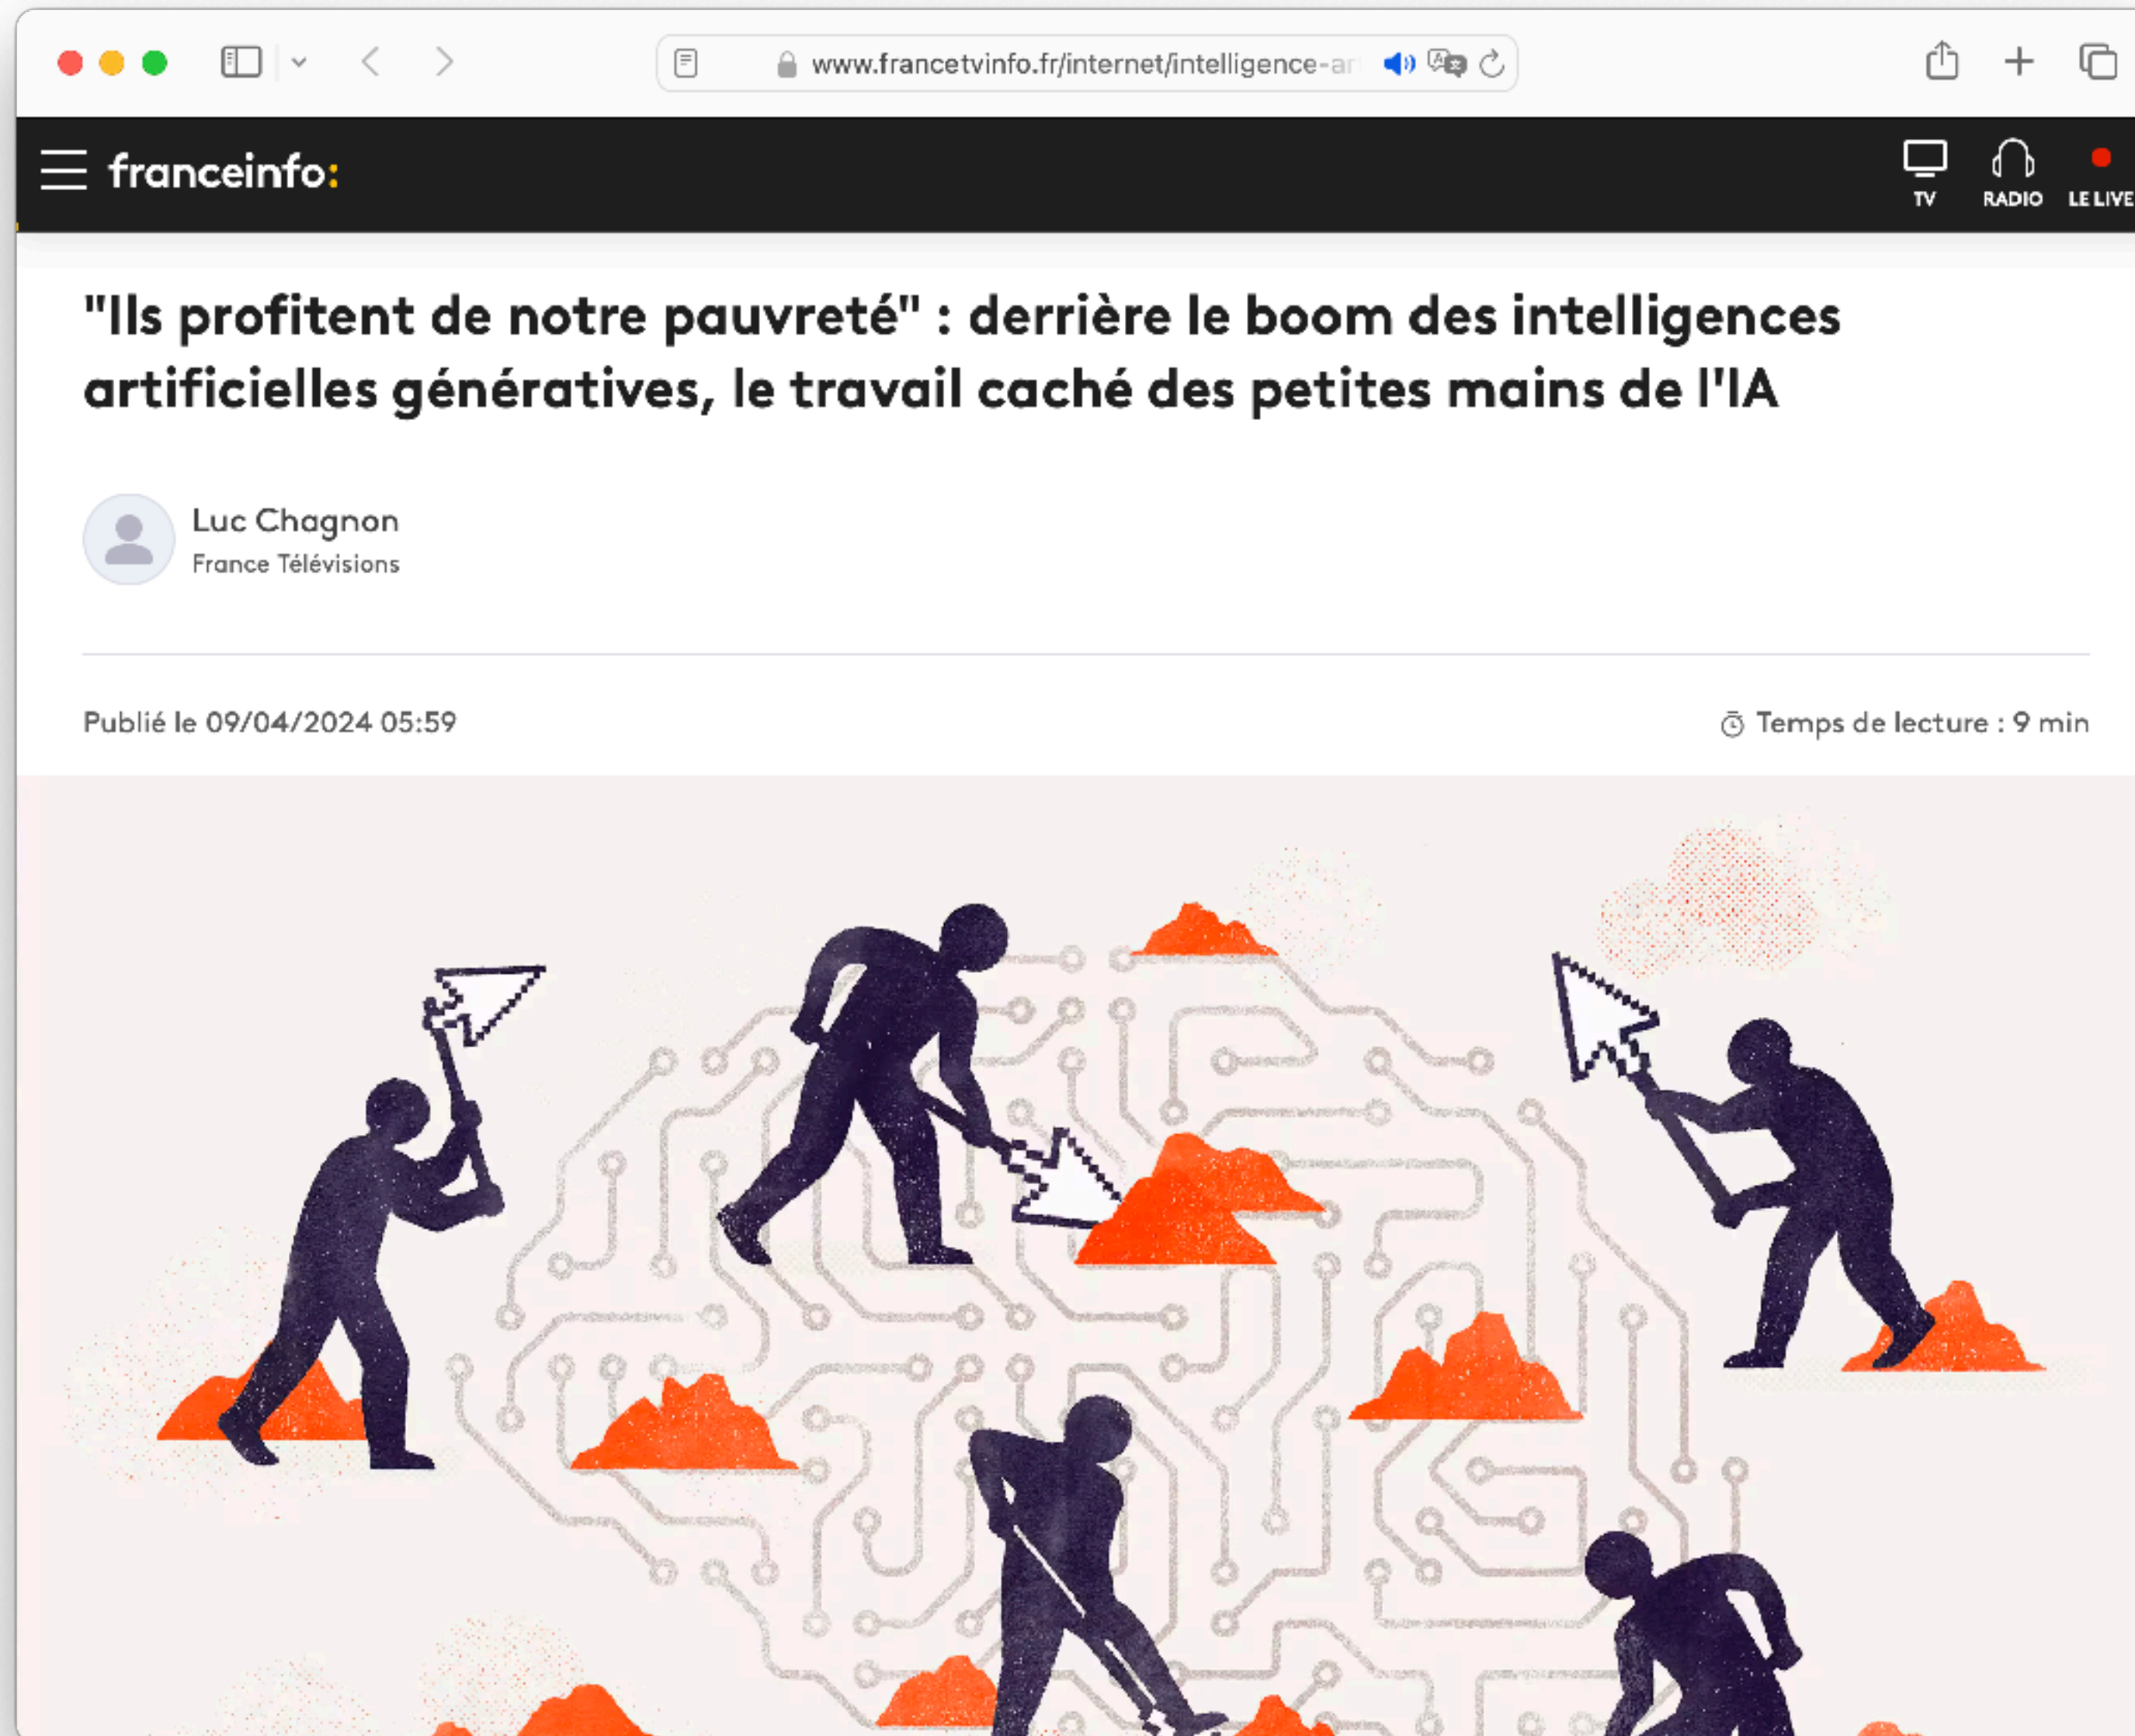 www.francetvinfo.fr/internet/intelligence-ar
franceinfo:
TV
RADIO
LE LIVE
"Ils profitent de notre pauvreté" : derrière le boom des intelligences
artificielles génératives, le travail caché des petites mains de l'IA
Luc Chagnon
France Télévisions
Publié le 09/04/2024 05:59
Temps de lecture : 9 min